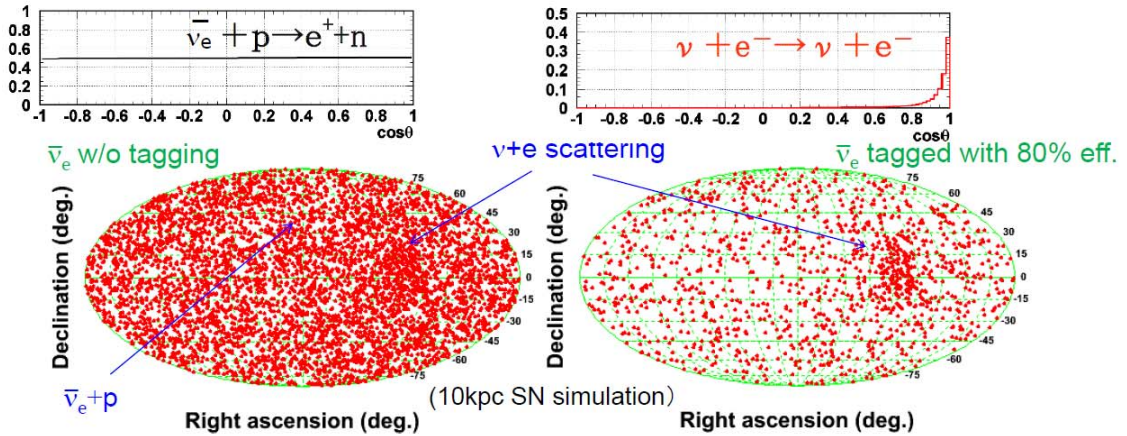 1
0.8
0.6
0.4
0.2
0
-1 -0.8 -0.6 -0.4 -0.2 0 0.2 0.4 0.6 0.8 1
cosθ
ν̅e + p → e+ + n
0.5
0.4
0.3
0.2
0.1
0
-1 -0.8 -0.6 -0.4 -0.2 0 0.2 0.4 0.6 0.8 1
cosθ
ν + e⁻ → ν + e⁻
ν̅e w/o tagging
ν+e scattering
ν̅e tagged with 80% eff.
Declination (deg.)
75
60
45
30
15
0
-15
-30
-45
-60
-75
Right ascension (deg.)
ν̅e+p
(10kpc SN simulation)
Declination (deg.)
75
60
45
30
15
0
-15
-30
-45
-60
-75
Right ascension (deg.)